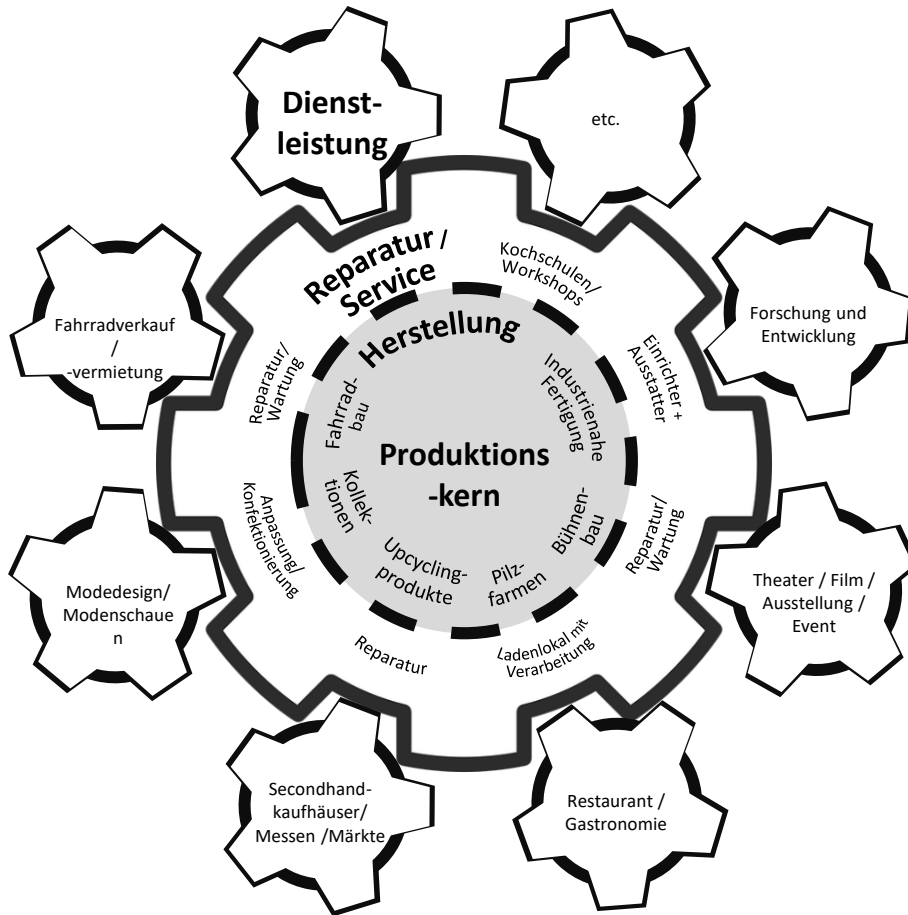 Dienst-
leistung
etc.
Reparatur /
Service
Kochschulen/
Workshops
Herstellung
Fahrradverkauf
/
-vermietung
Forschung und
Entwicklung
Reparatur/
Wartung
Einrichter +
Ausstatter
Fahrrad-
bau
Industrienahe
Fertigung
Produktions
-kern
Kollek-
tionen
Bühnen-
bau
Anpassung/
Konfektionierung
Reparatur/
Wartung
Upcycling-
produkte
Pilz-
farmen
Modedesign/
Modenschaue
n
Theater / Film /
Ausstellung /
Event
Reparatur
Ladenlokal mit
Verarbeitung
Secondhand-
kaufhäuser/
Messen /Märkte
Restaurant /
Gastronomie